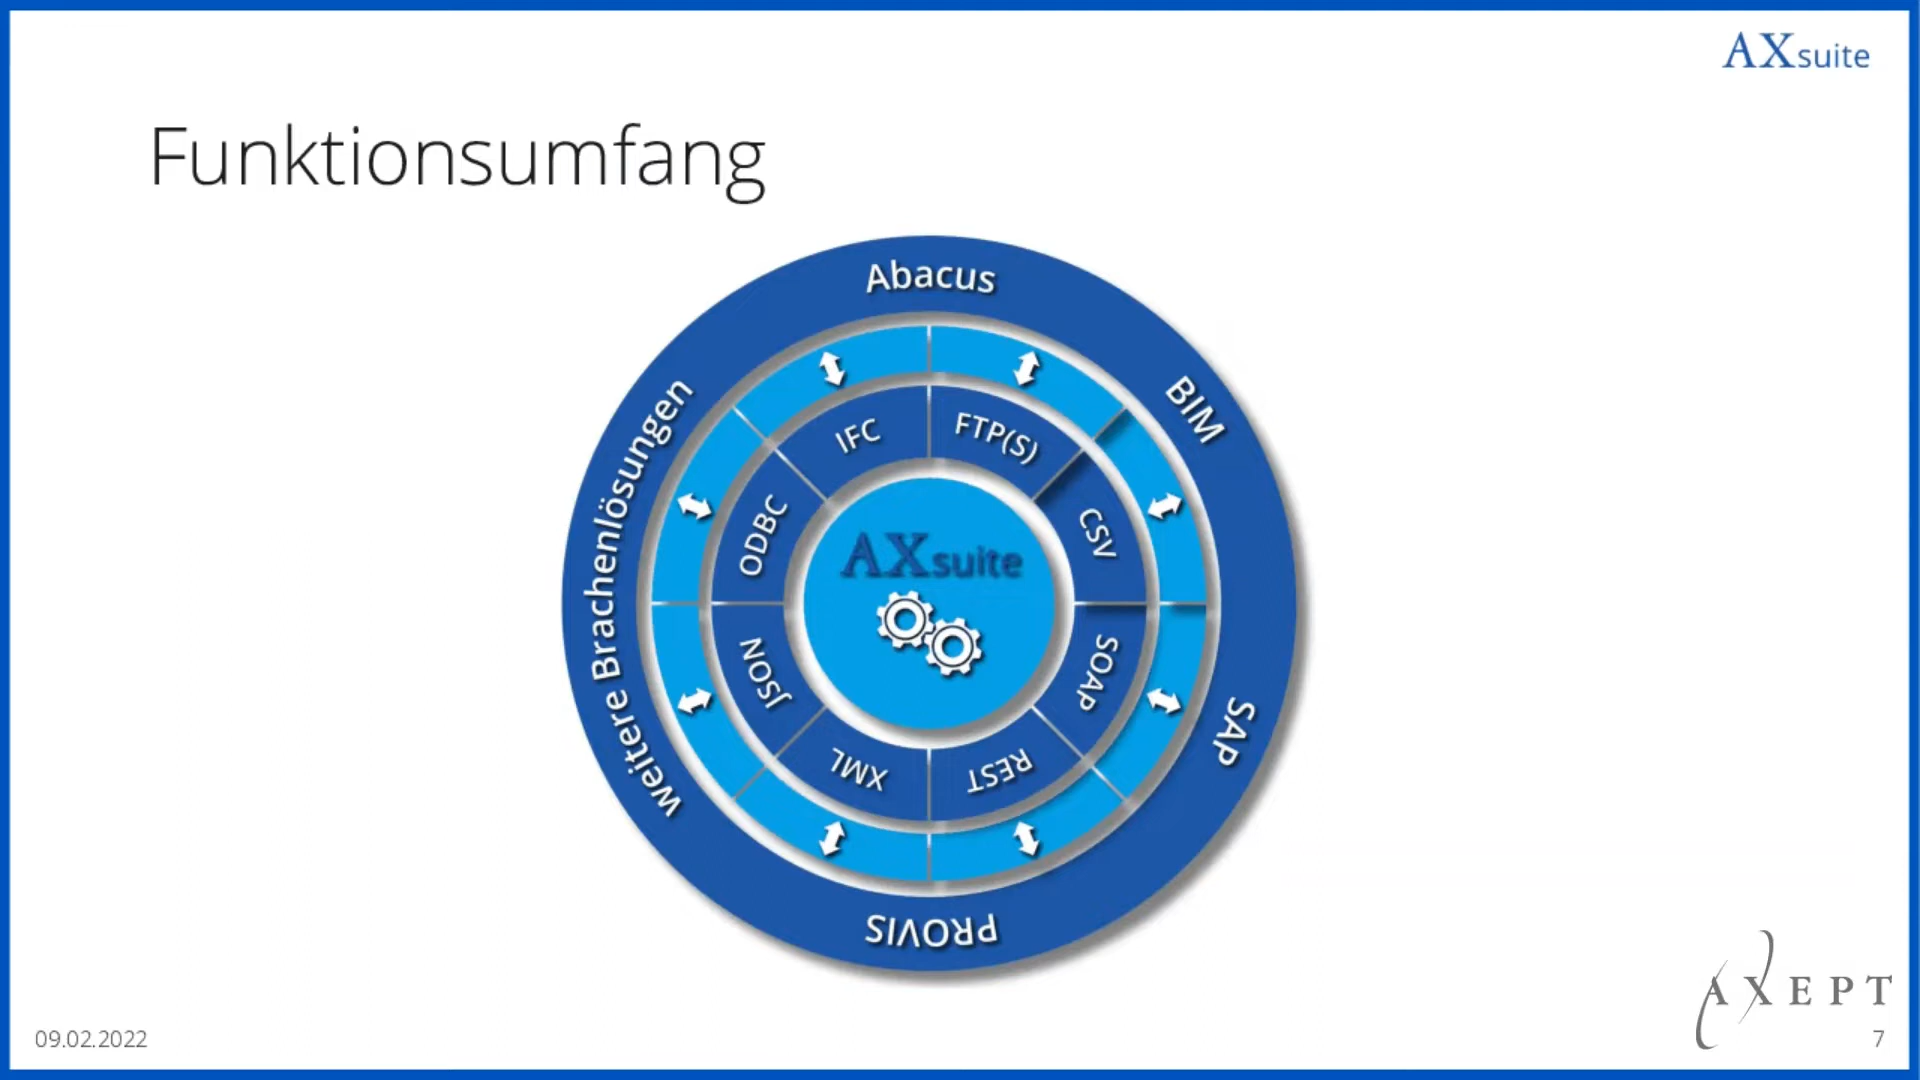 AXsuite
Funktionsumfang
Abacus
BIM
SAP
PROVIS
weitere Brachenlösungen
IFC
FTP(S)
CSV
SOAP
REST
XML
JSON
ODBC
AXsuite
AXEPT
09.02.2022
7